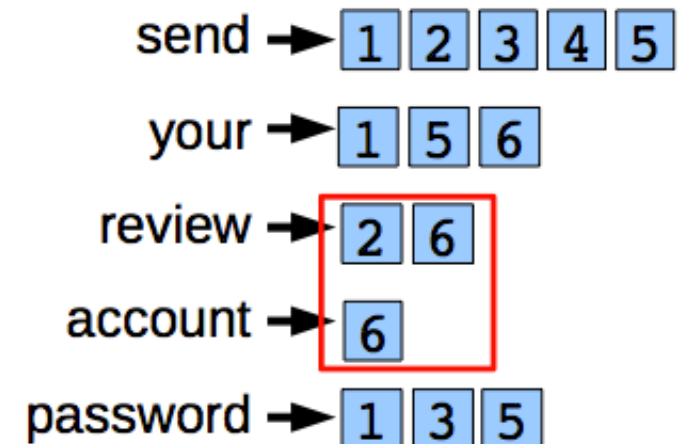 send 1 2 3 4 5
your 1 5 6
review 2 6
account 6
password 1 3 5